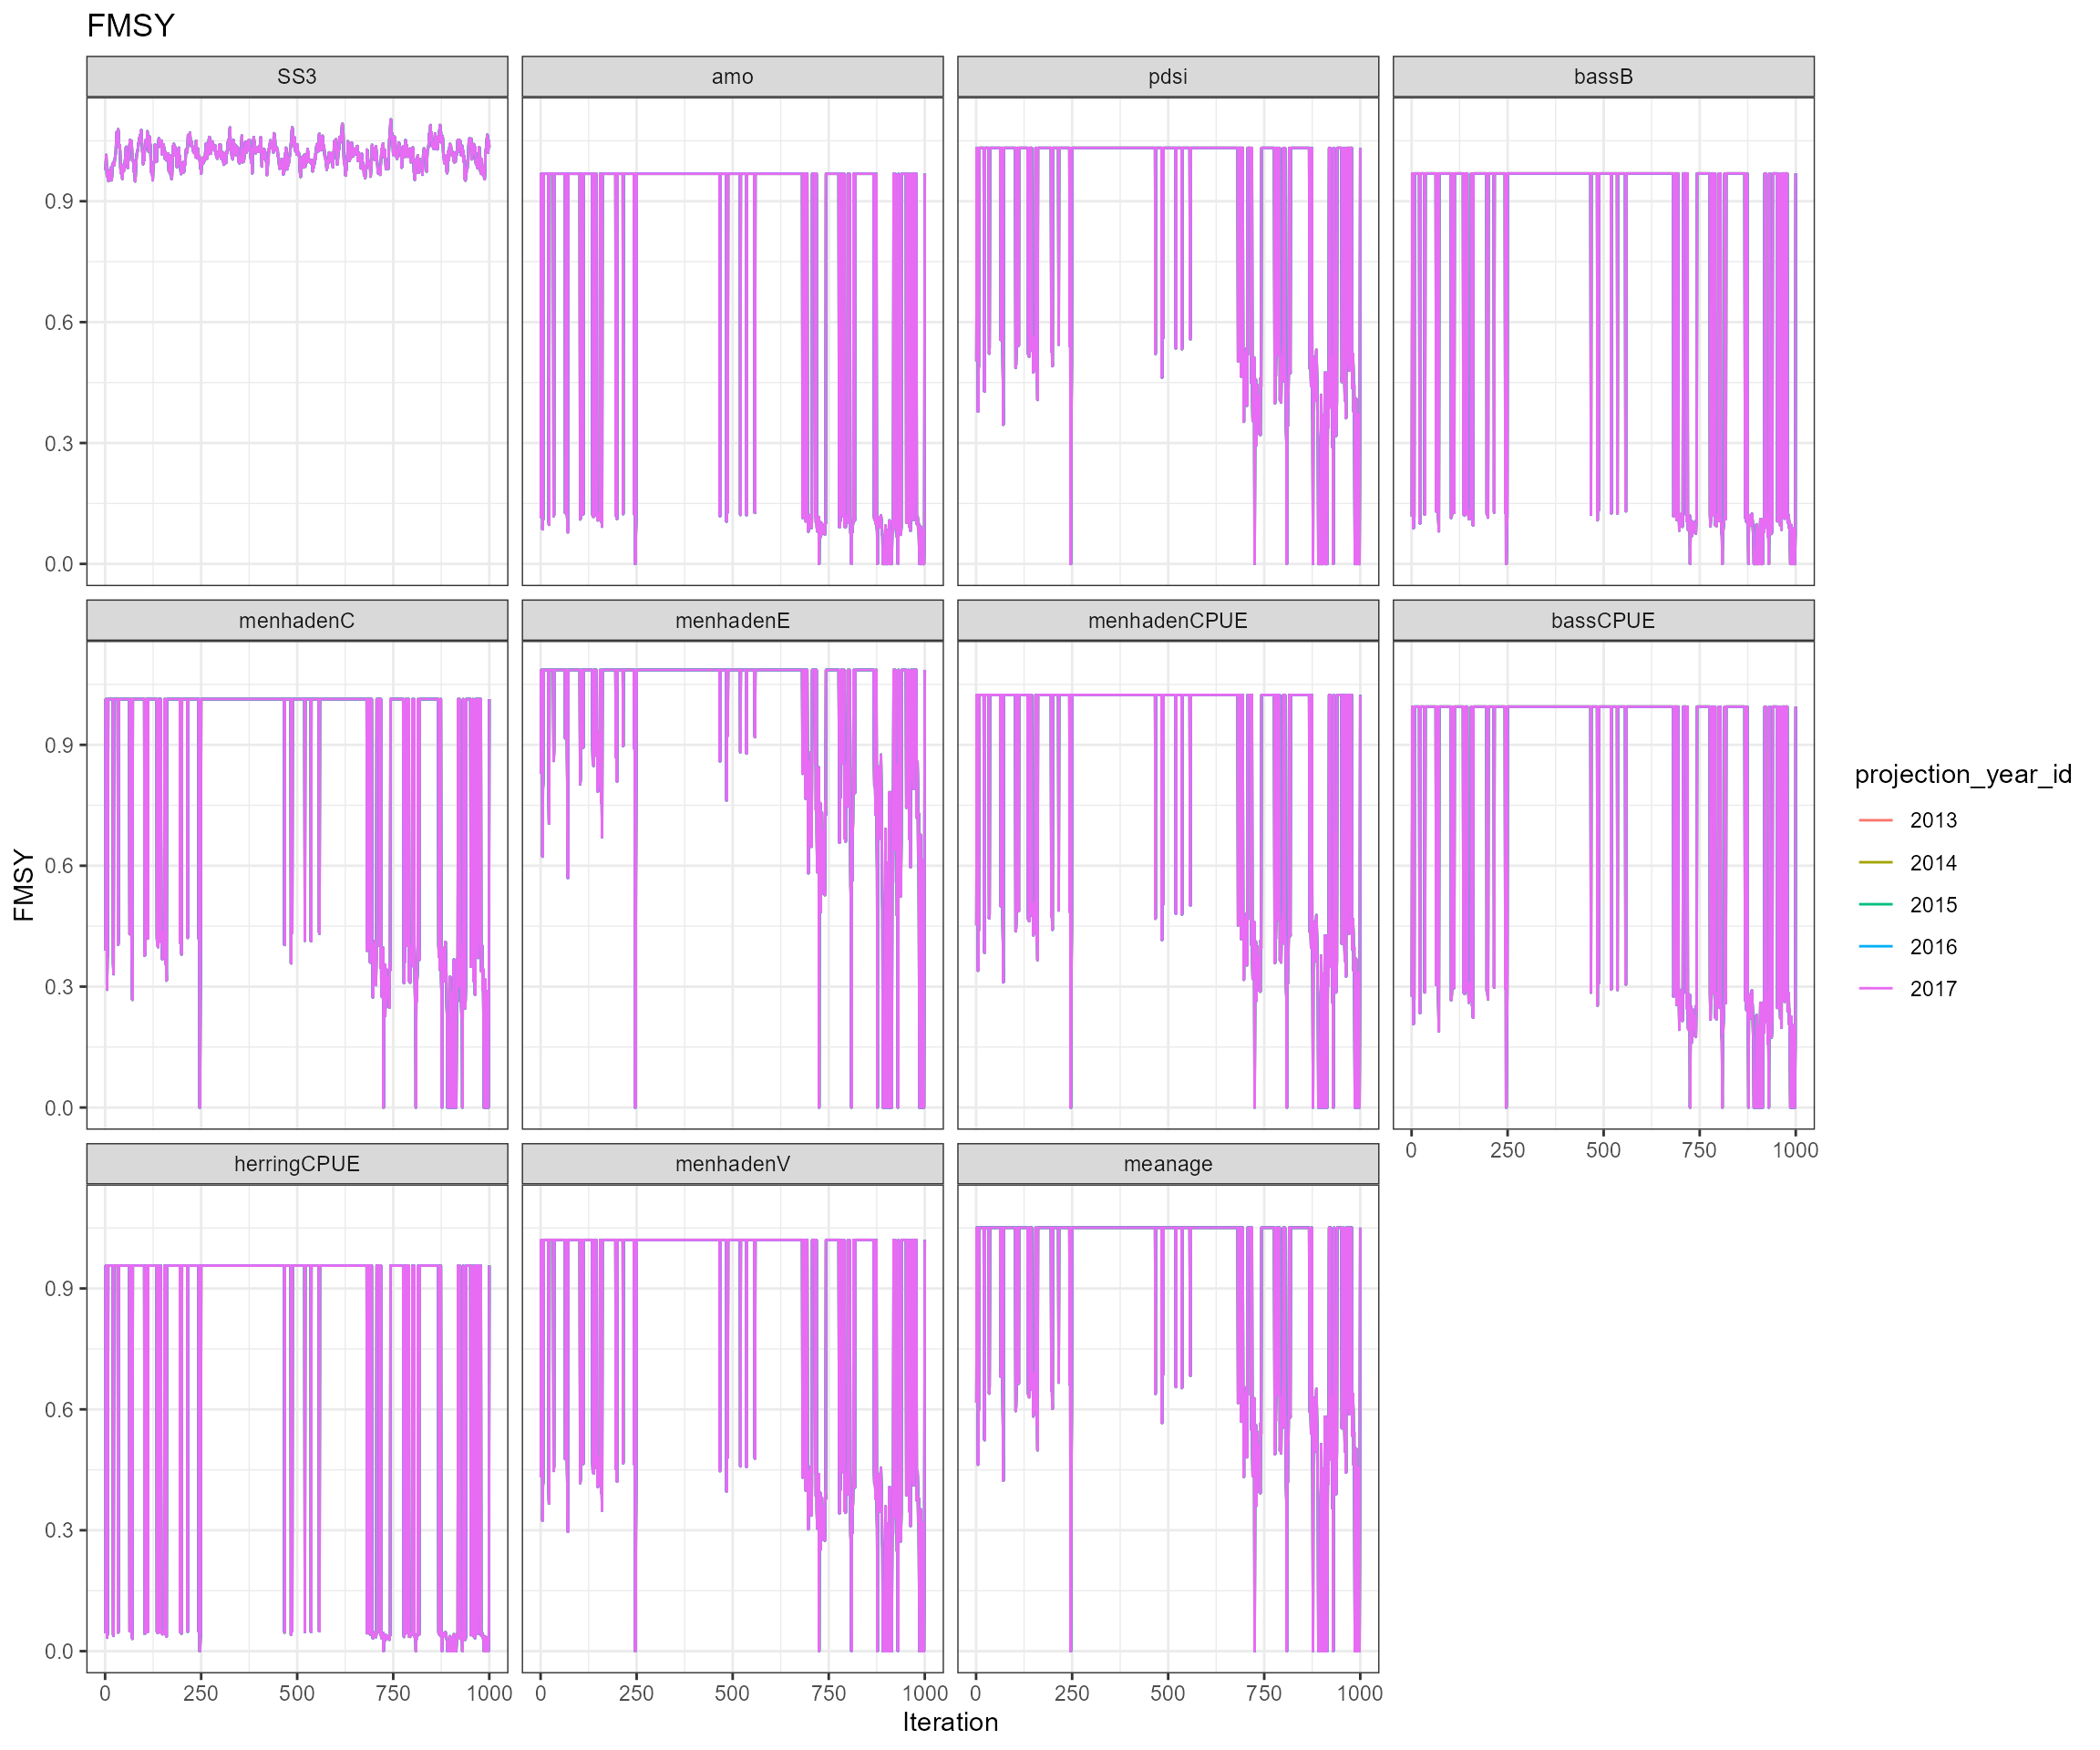 FMSY
SS3 amo pdsi bassB
0.9
0.6
0.3
0.0
menhadenC menhadenE menhadenCPUE bassCPUE
0.9
0.6
0.3
0.0
0 250 500 750 1000
herringCPUE menhadenV meanage
0.9
0.6
0.3
0.0
0 250 500 750 1000 0 250 500 750 1000 0 250 500 750 1000
Iteration
FMSY
projection_year_id
2013
2014
2015
2016
2017